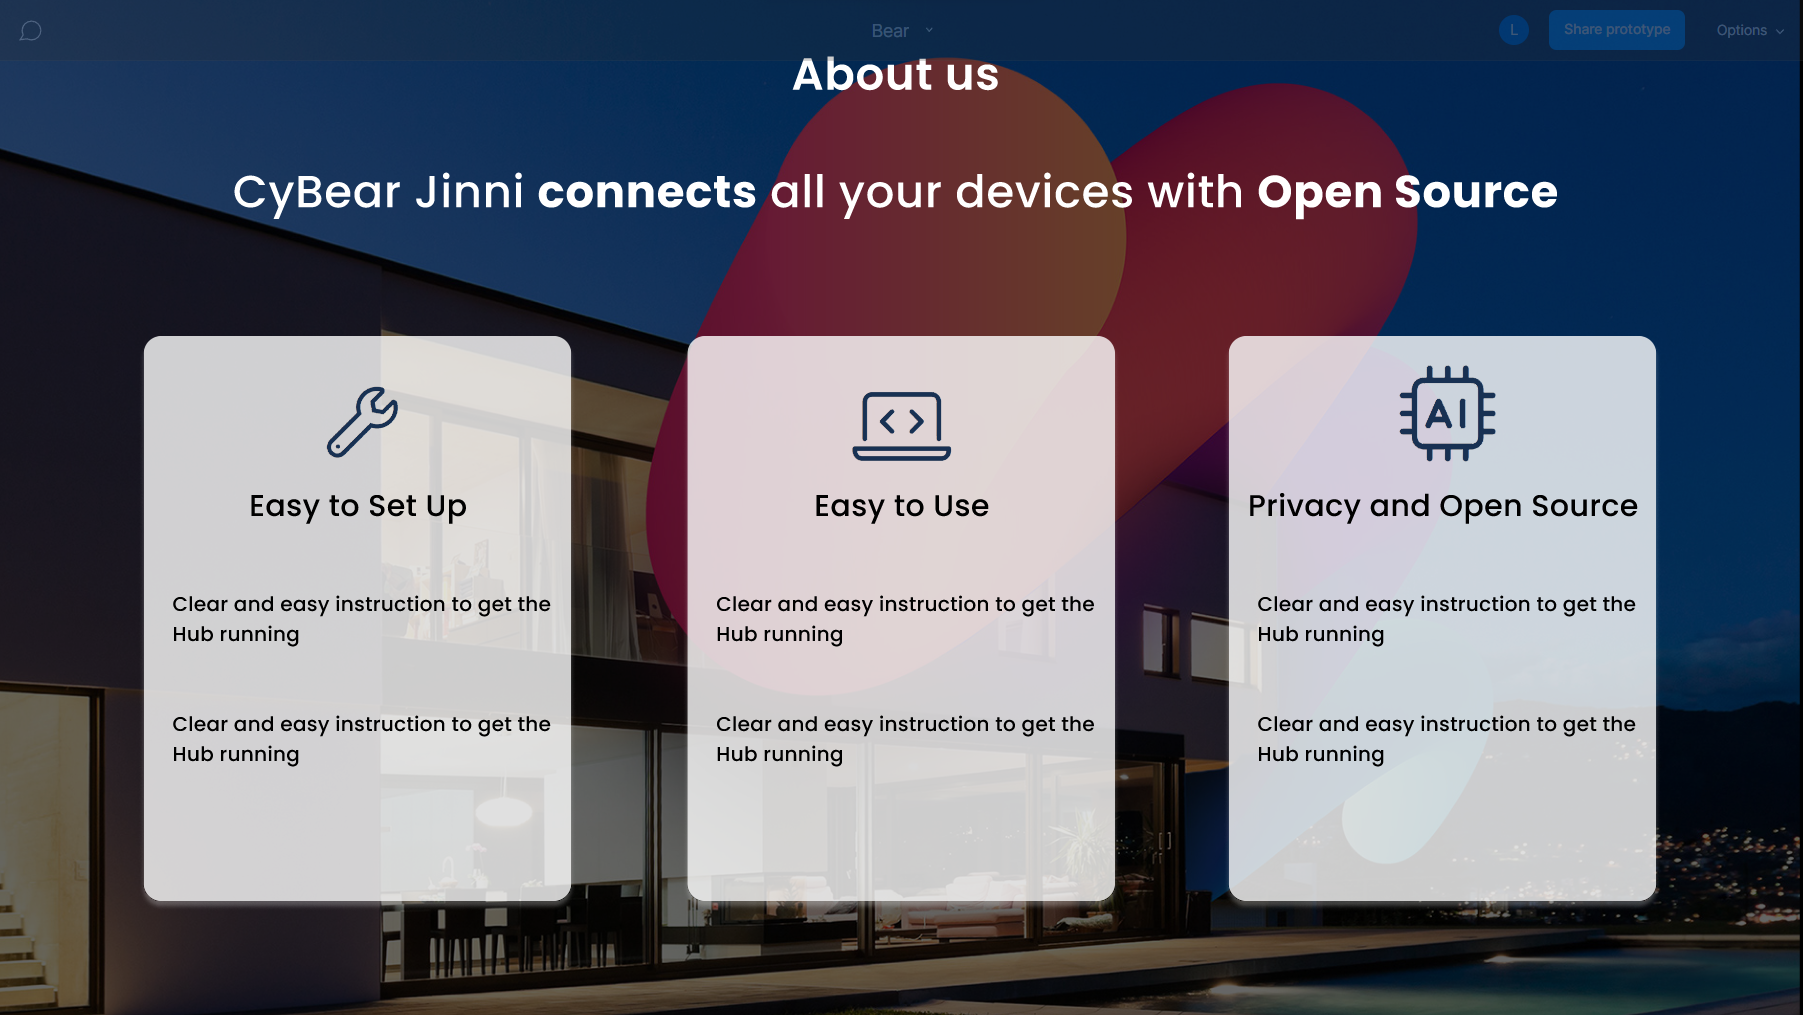 Bear
L
Share prototype
Options
About us
CyBear Jinni connects all your devices with Open Source
Easy to Set Up
Clear and easy instruction to get the
Hub running
Clear and easy instruction to get the
Hub running
Easy to Use
Clear and easy instruction to get the
Hub running
Clear and easy instruction to get the
Hub running
AI
Privacy and Open Source
Clear and easy instruction to get the
Hub running
Clear and easy instruction to get the
Hub running